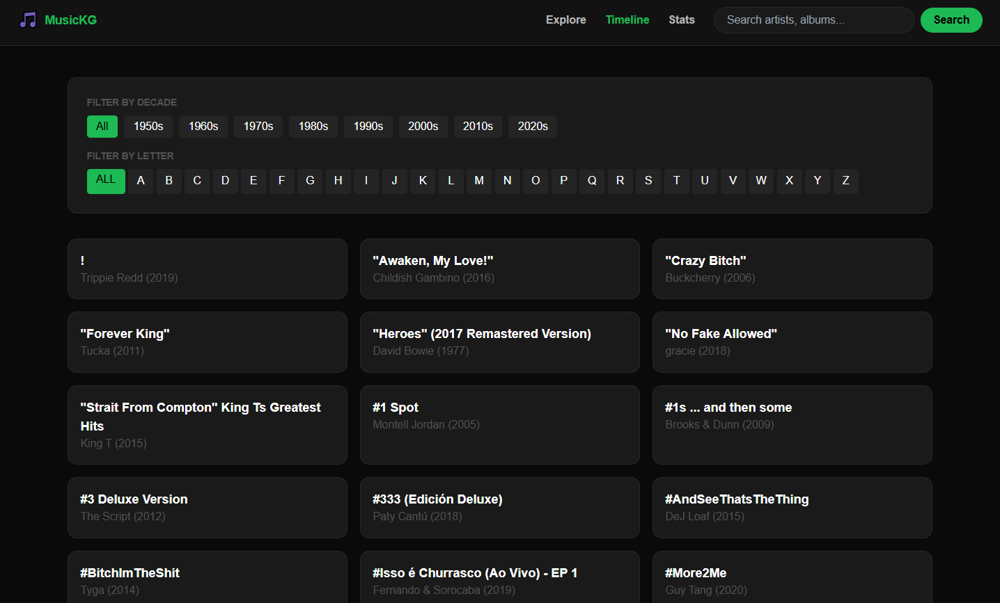 MusicKG
Explore Timeline Stats Search artists, albums... Search
FILTER BY DECADE
All 1950s 1960s 1970s 1980s 1990s 2000s 2010s 2020s
FILTER BY LETTER
ALL A B C D E F G H I J K L M N O P Q R S T U V W X Y Z
!
Trippie Redd (2019)
"Awaken, My Love!"
Childish Gambino (2016)
"Crazy Bitch"
Buckcherry (2006)
"Forever King"
Tucka (2011)
"Heroes" (2017 Remastered Version)
David Bowie (1977)
"No Fake Allowed"
gracie (2018)
"Strait From Compton" King Ts Greatest
Hits
King T (2015)
#1 Spot
Montell Jordan (2005)
#1s ... and then some
Brooks & Dunn (2009)
#3 Deluxe Version
The Script (2012)
#333 (Edición Deluxe)
Paty Cantú (2018)
#AndSeeThatsTheThing
DeJ Loaf (2015)
#BitchImTheShit
Tyga (2014)
#Isso é Churrasco (Ao Vivo) - EP 1
Fernando & Sorocaba (2019)
#More2Me
Guy Tang (2020)